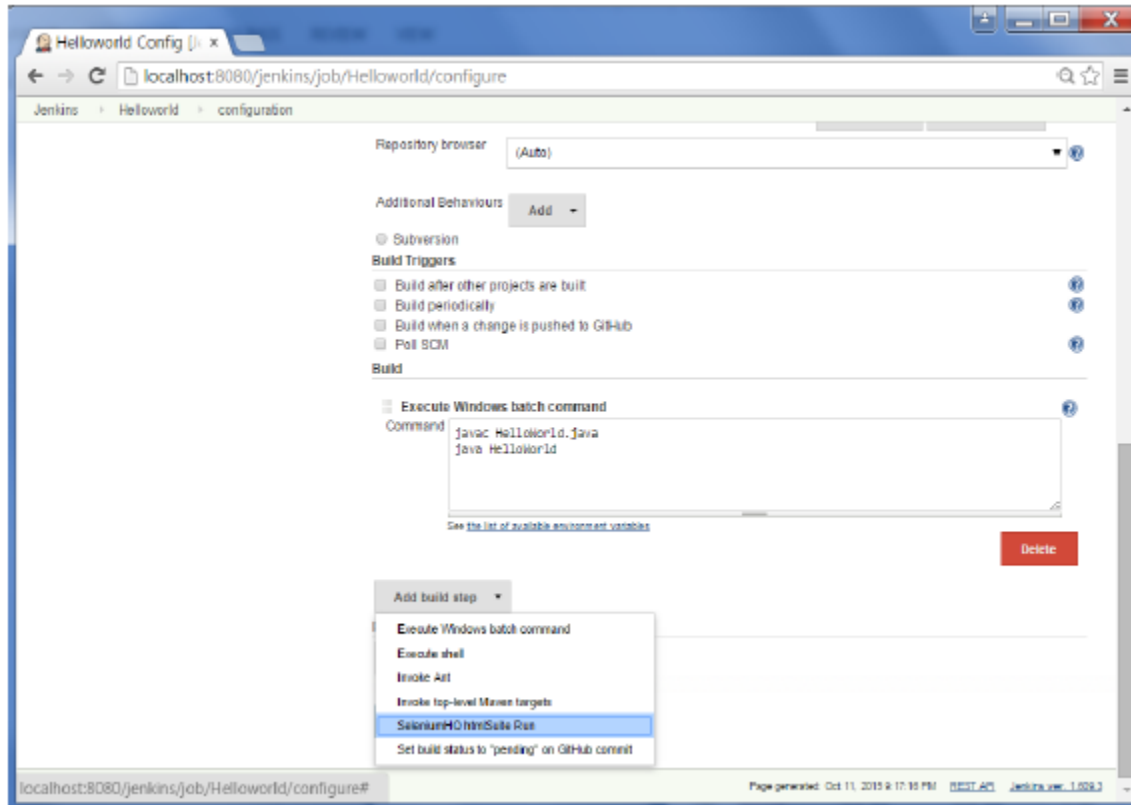 Helloworld Config [J
localhost:8080/jenkins/job/Helloworld/configure
Jenkins Helloworld configuration
Repository browser (Auto)
Additional Behaviours Add
Subversion
Build Triggers
Build after other projects are built
Build periodically
Build when a change is pushed to GitHub
Poll SCM
Build
Execute Windows batch command
Command
javac HelloWorld.java
java HelloWorld
See the list of available environment variables
Delete
Add build step
Execute Windows batch command
Execute shell
Invoke Ant
Invoke top-level Maven targets
SeleniumHQ htmlSuite Run
Set build status to "pending" on GitHub commit
localhost:8080/jenkins/job/Helloworld/configure#
Page generated: Oct 11, 2015 9:17:16 PM REST API Jenkins ver. 1.609.3